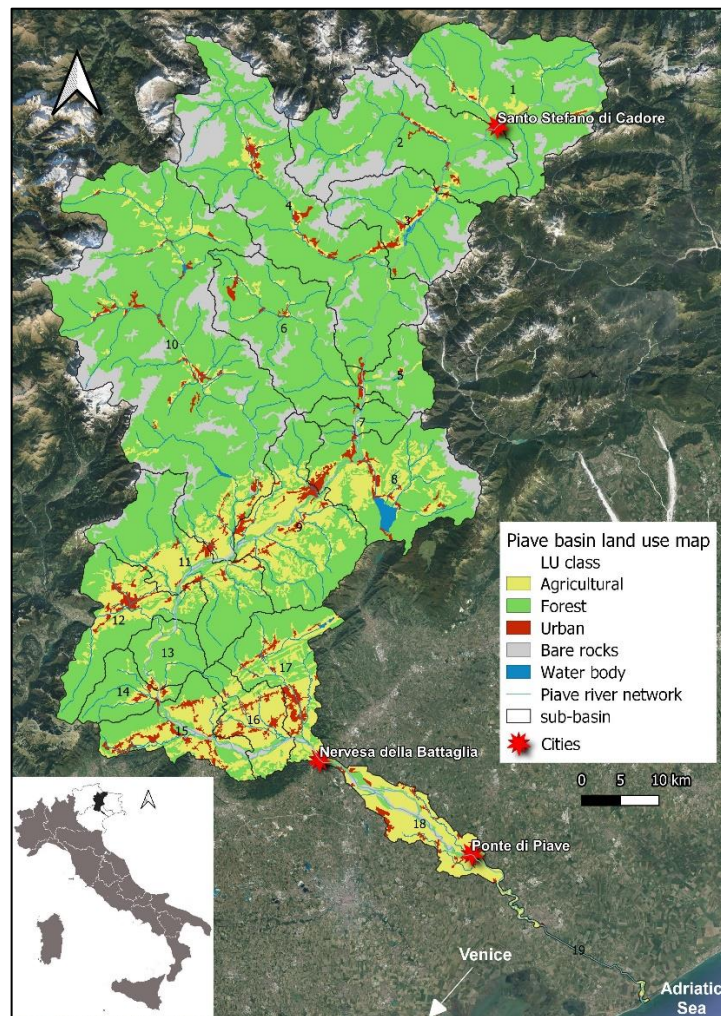 1
Santo Stefano di Cadore
2
3
4
6
10
5
7
8
9
11
12
13
17
14
16
15
Piave basin land use map
LU class
Agricultural
Forest
Urban
Bare rocks
Water body
Piave river network
sub-basin
Cities
Nervesa della Battaglia
0 5 10 km
18
Ponte di Piave
19
Venice
Adriatic
Sea